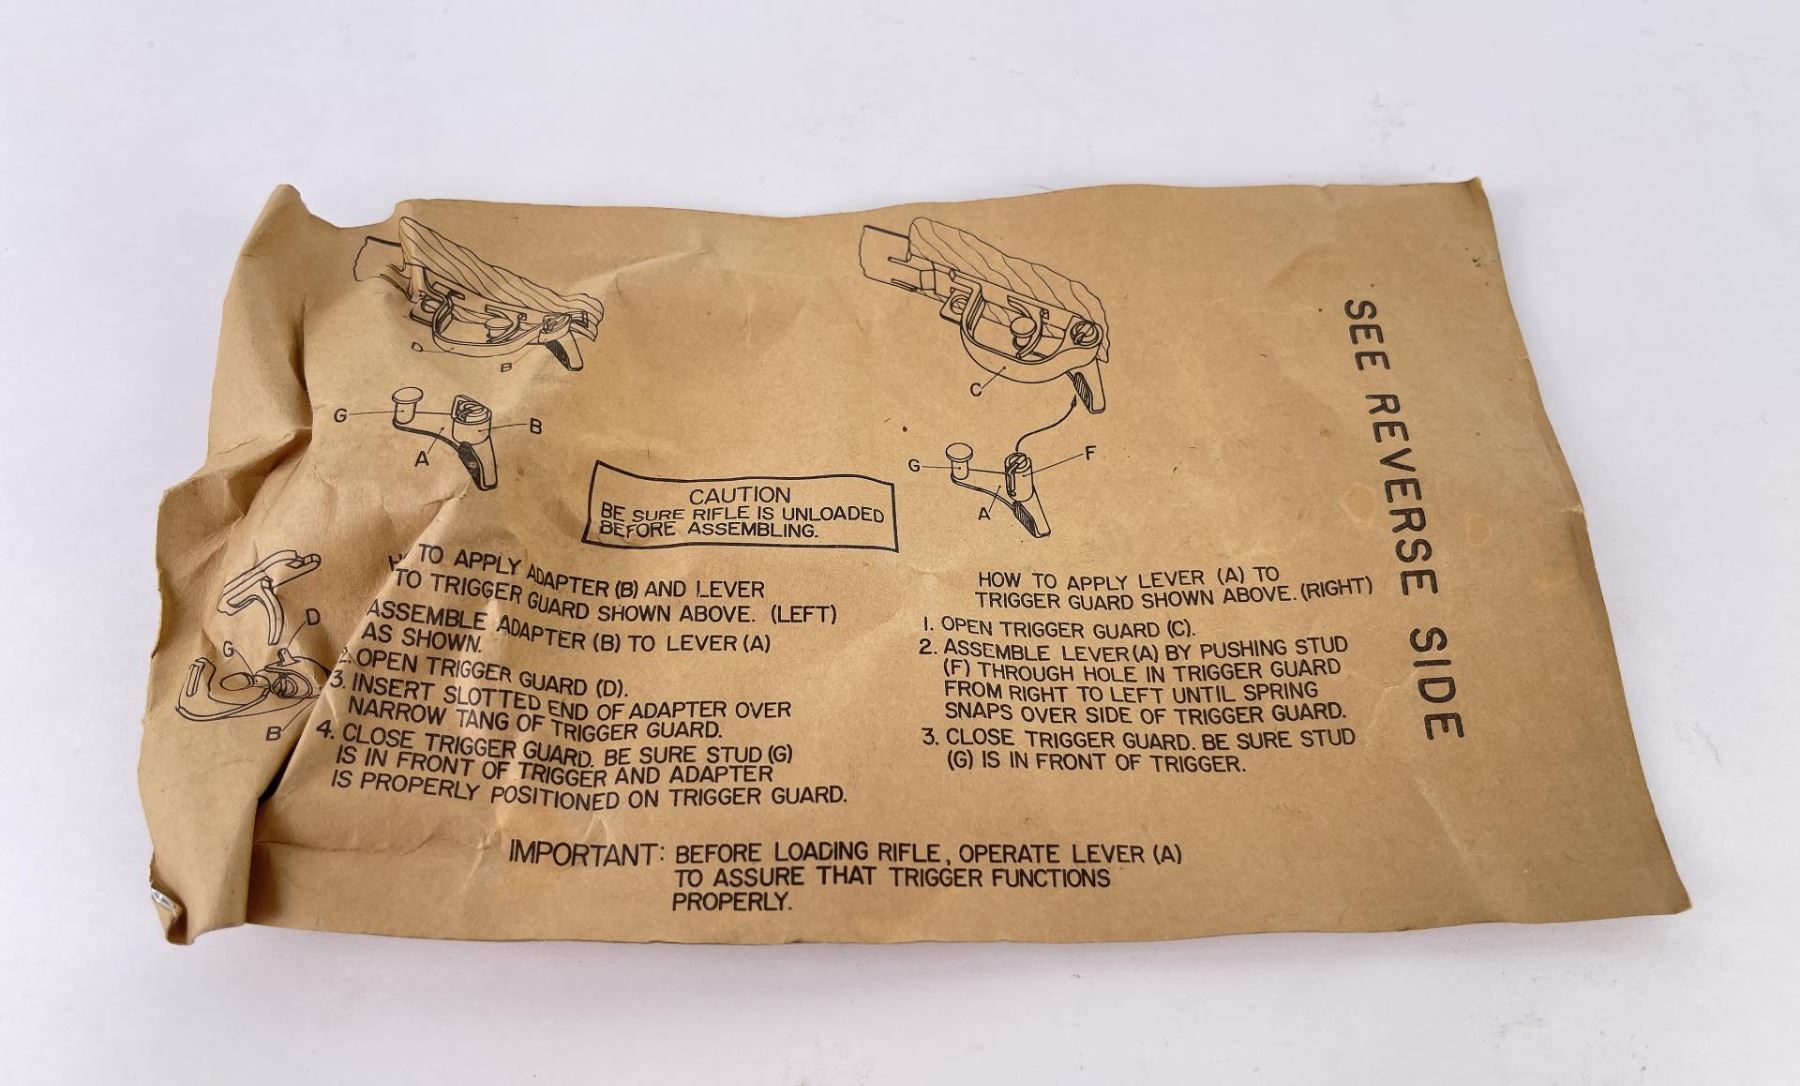 D
B
G
B
A
C
G
F
A
CAUTION
BE SURE RIFLE IS UNLOADED
BEFORE ASSEMBLING.
TO APPLY ADAPTER (B) AND LEVER
TO TRIGGER GUARD SHOWN ABOVE. (LEFT)
ASSEMBLE ADAPTER (B) TO LEVER (A)
AS SHOWN.
2. OPEN TRIGGER GUARD (D).
3. INSERT SLOTTED END OF ADAPTER OVER
NARROW TANG OF TRIGGER GUARD.
4. CLOSE TRIGGER GUARD. BE SURE STUD (G)
IS IN FRONT OF TRIGGER AND ADAPTER
IS PROPERLY POSITIONED ON TRIGGER GUARD.
D
G
B
HOW TO APPLY LEVER (A) TO
TRIGGER GUARD SHOWN ABOVE. (RIGHT)
1. OPEN TRIGGER GUARD (C).
2. ASSEMBLE LEVER (A) BY PUSHING STUD
(F) THROUGH HOLE IN TRIGGER GUARD
FROM RIGHT TO LEFT UNTIL SPRING
SNAPS OVER SIDE OF TRIGGER GUARD.
3. CLOSE TRIGGER GUARD. BE SURE STUD
(G) IS IN FRONT OF TRIGGER.
IMPORTANT: BEFORE LOADING RIFLE, OPERATE LEVER (A)
TO ASSURE THAT TRIGGER FUNCTIONS
PROPERLY.
SEE REVERSE SIDE